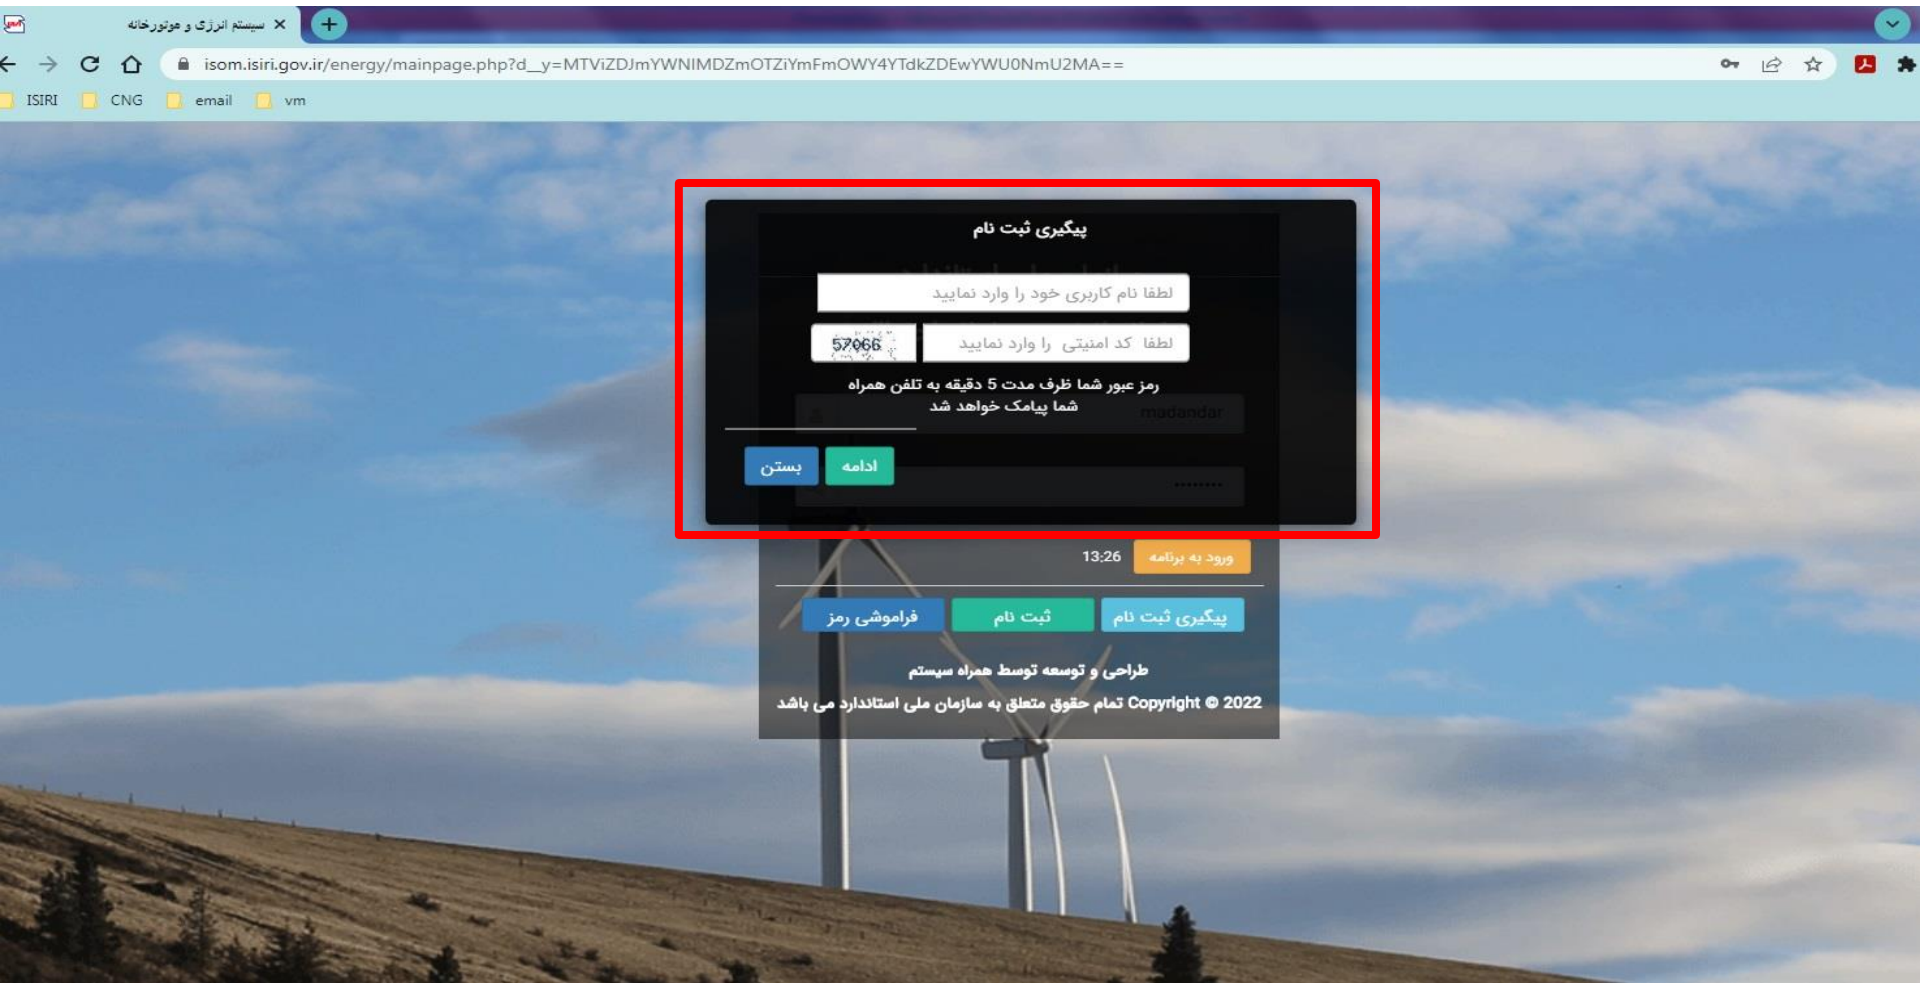 سیستم انرژی و موتورخانه
isom.isiri.gov.ir/energy/mainpage.php?d__y=MTViZDJmYWNIMDZmOTZiYmFmOWY4YTdkZDEwYWU0NmU2MA==
ISIRI CNG email vm
پیگیری ثبت نام
لطفا نام کاربری خود را وارد نمایید
لطفا کد امنیتی را وارد نمایید
57066
رمز عبور شما ظرف مدت 5 دقیقه به تلفن همراه
شما پیامک خواهد شد
madandar
ادامه بستن
ورود به برنامه 13:26
پیگیری ثبت نام ثبت نام فراموشی رمز
طراحی و توسعه توسط همراه سیستم
Copyright © 2022 تمام حقوق متعلق به سازمان ملی استاندارد می باشد